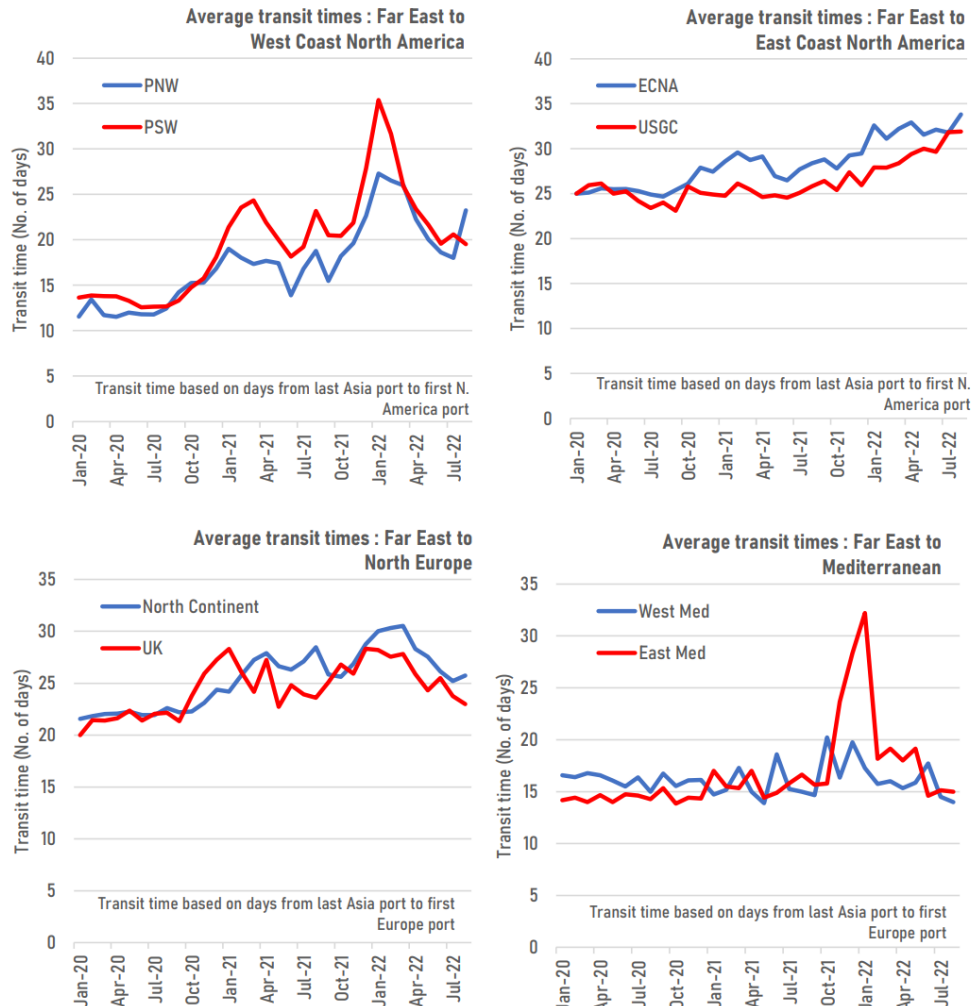 Average transit times : Far East to
West Coast North America
40
35
30
25
20
15
10
5
0
Transit time (No. of days)
PNW
PSW
Transit time based on days from last Asia port to first N.
America port
Jan-20
Apr-20
Jul-20
Oct-20
Jan-21
Apr-21
Jul-21
Oct-21
Jan-22
Apr-22
Jul-22
Average transit times : Far East to
East Coast North America
40
35
30
25
20
15
10
5
0
Transit time (No. of days)
ECNA
USGC
Transit time based on days from last Asia port to first N.
America port
Jan-20
Apr-20
Jul-20
Oct-20
Jan-21
Apr-21
Jul-21
Oct-21
Jan-22
Apr-22
Jul-22
Average transit times : Far East to
North Europe
35
30
25
20
15
10
5
0
Transit time (No. of days)
North Continent
UK
Transit time based on days from last Asia port to first
Europe port
Jan-20
Apr-20
Jul-20
Oct-20
Jan-21
Apr-21
Jul-21
Oct-21
Jan-22
Apr-22
Jul-22
Average transit times : Far East to
Mediterranean
35
30
25
20
15
10
5
0
Transit time (No. of days)
West Med
East Med
Transit time based on days from last Asia port to first
Europe port
Jan-20
Apr-20
Jul-20
Oct-20
Jan-21
Apr-21
Jul-21
Oct-21
Jan-22
Apr-22
Jul-22